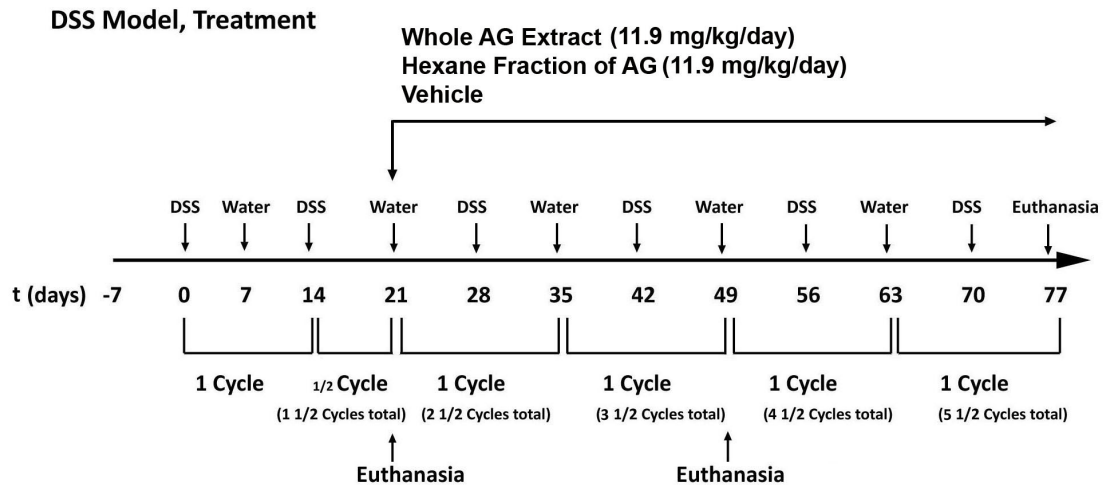 DSS Model, Treatment
Whole AG Extract (11.9 mg/kg/day)
Hexane Fraction of AG (11.9 mg/kg/day)
Vehicle
DSS Water DSS Water DSS Water DSS Water DSS Water DSS Euthanasia
t (days) -7 0 7 14 21 28 35 42 49 56 63 70 77
1 Cycle 1/2 Cycle 1 Cycle 1 Cycle 1 Cycle 1 Cycle
(1 1/2 Cycles total) (2 1/2 Cycles total) (3 1/2 Cycles total) (4 1/2 Cycles total) (5 1/2 Cycles total)
Euthanasia Euthanasia